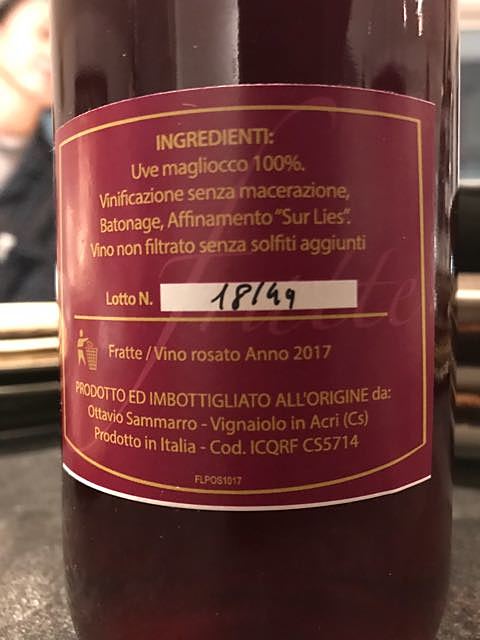 INGREDIENTI:
Uve magliocco 100%.
Vinificazione senza macerazione,
Batonage, Affinamento "Sur Lies".
Vino non filtrato senza solfiti aggiunti
Lotto N. 18/49
Fratte / Vino rosato Anno 2017
PRODOTTO ED IMBOTTIGLIATO ALL'ORIGINE da:
Ottavio Sammarro - Vignaiolo in Acri (Cs)
Prodotto in Italia - Cod. ICQRF CS5714
FLPOS1017